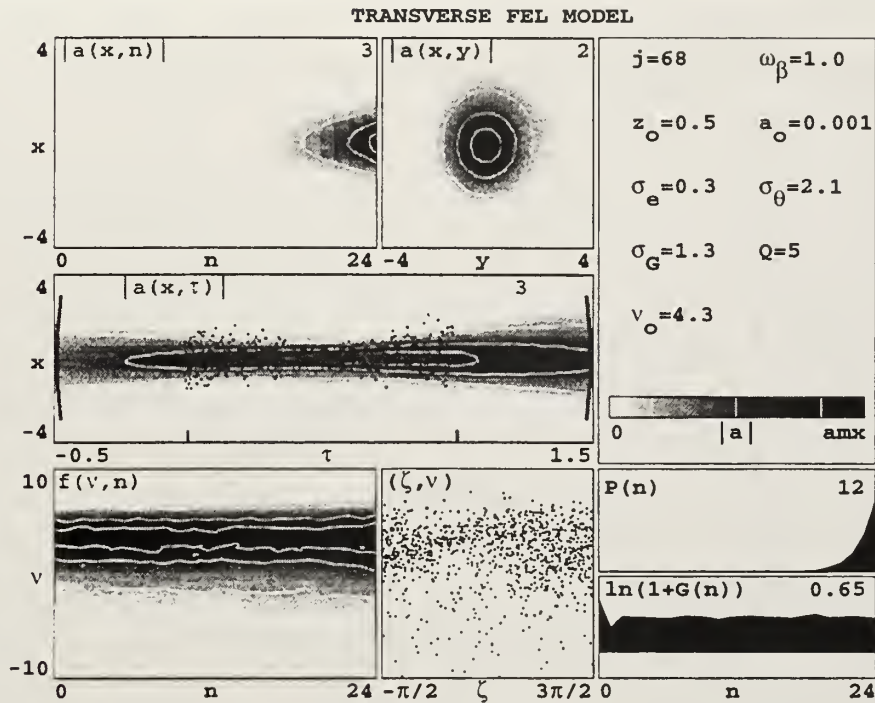 TRANSVERSE FEL MODEL
4 |a(x,n)| 3
x
-4
0 n 24
|a(x,y)| 2
-4 y 4
j=68 ω_β=1.0
z_o=0.5 a_o=0.001
σ_e=0.3 σ_θ=2.1
σ_G=1.3 Q=5
ν_o=4.3
0 |a| amx
4 |a(x,τ)| 3
x
-4
-0.5 τ 1.5
10 f(ν,n)
ν
-10
0 n 24
(ζ,ν)
-π/2 ζ 3π/2
P(n) 12
ln(1+G(n)) 0.65
0 n 24